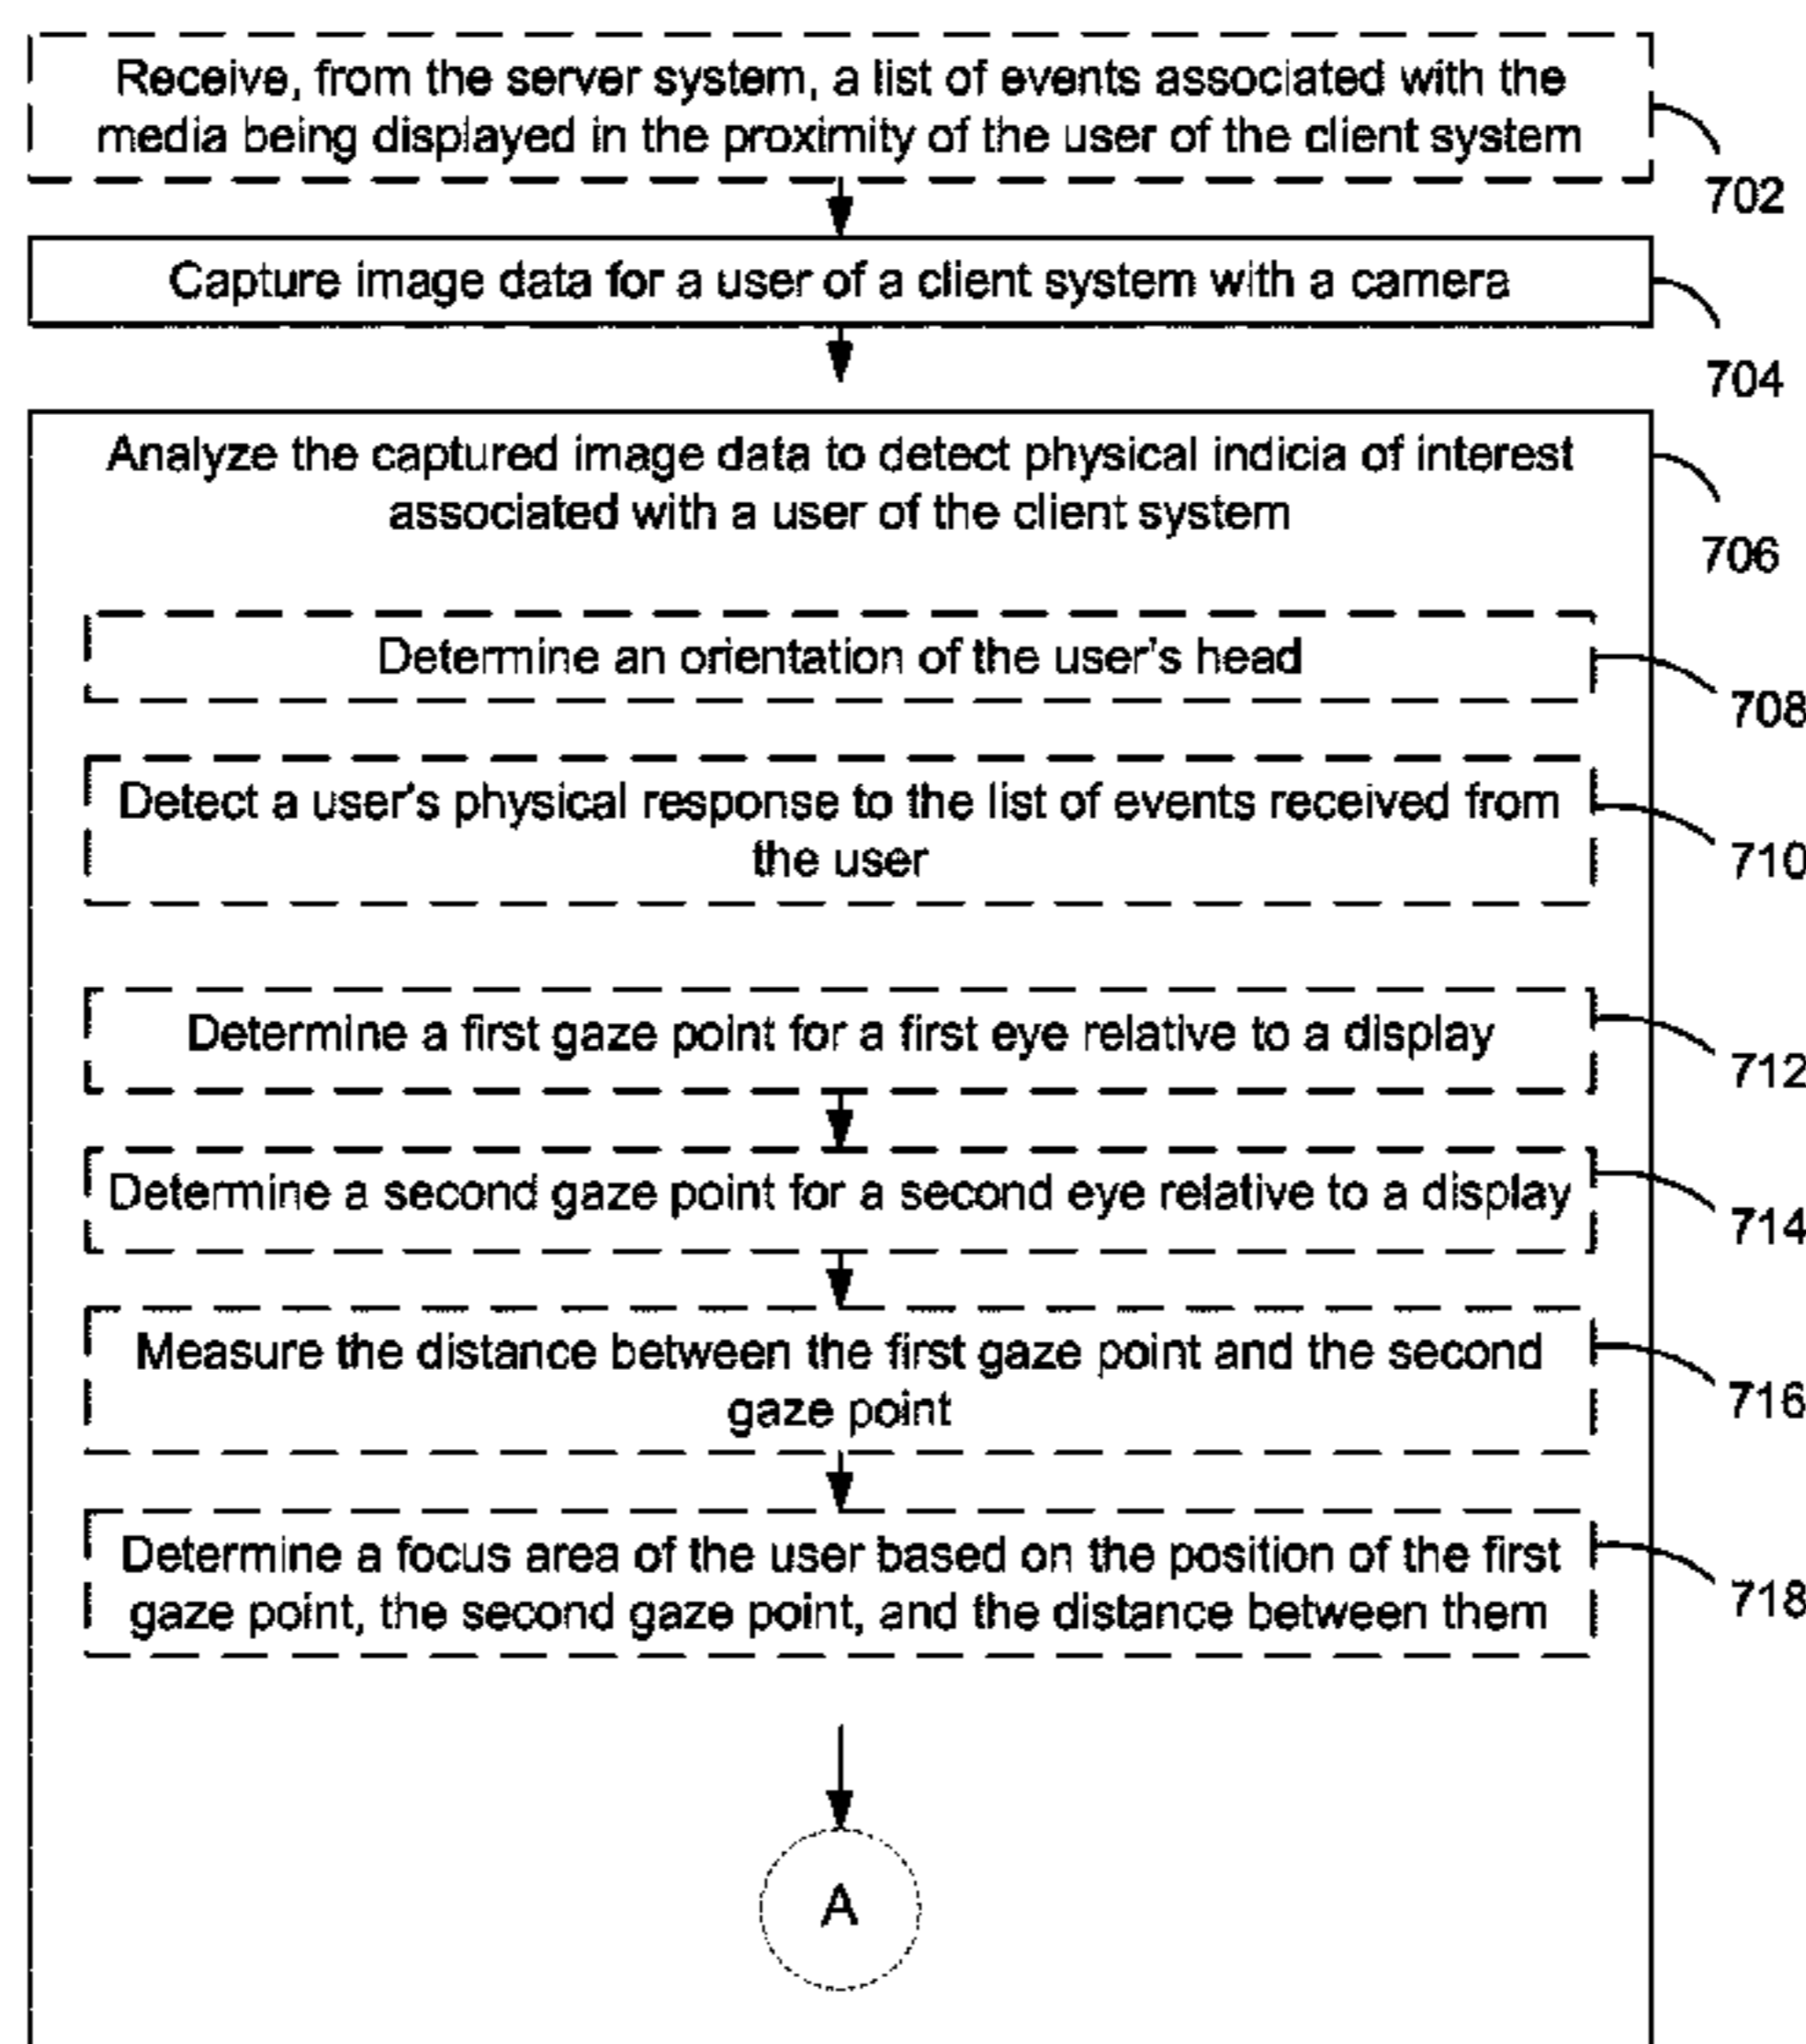 Receive, from the server system, a list of events associated with the
media being displayed in the proximity of the user of the client system
702
Capture image data for a user of a client system with a camera
704
Analyze the captured image data to detect physical indicia of interest
associated with a user of the client system
706
Determine an orientation of the user's head
708
Detect a user's physical response to the list of events received from
the user
710
Determine a first gaze point for a first eye relative to a display
712
Determine a second gaze point for a second eye relative to a display
714
Measure the distance between the first gaze point and the second
gaze point
716
Determine a focus area of the user based on the position of the first
gaze point, the second gaze point, and the distance between them
718
A